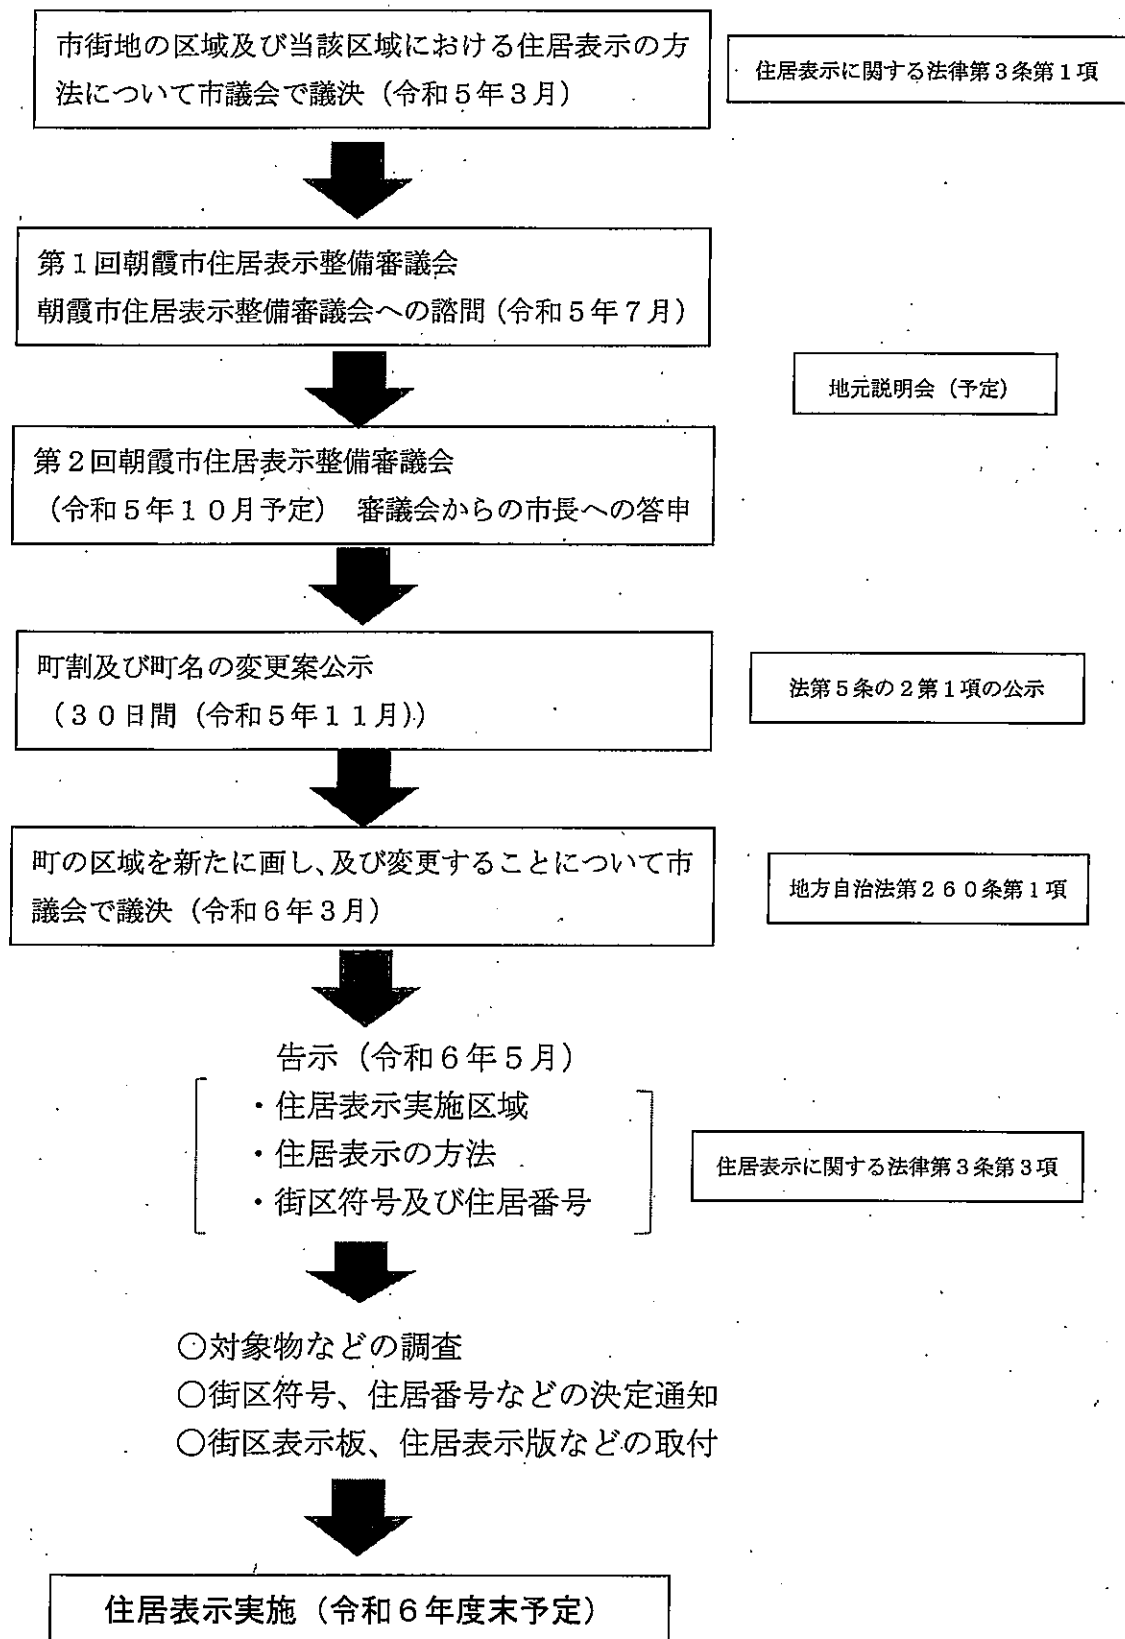 市街地の区域及び当該区域における住居表示の方
法について市議会で議決（令和５年３月）
住居表示に関する法律第３条第１項
第１回朝霞市住居表示整備審議会
朝霞市住居表示整備審議会への諮問（令和５年７月）
地元説明会（予定）
第２回朝霞市住居表示整備審議会
（令和５年１０月予定）　審議会からの市長への答申
町割及び町名の変更案公示
（３０日間（令和５年１１月））
法第５条の２第１項の公示
町の区域を新たに画し、及び変更することについて市
議会で議決（令和６年３月）
地方自治法第２６０条第１項
告示（令和６年５月）
・住居表示実施区域
・住居表示の方法
・街区符号及び住居番号
住居表示に関する法律第３条第３項
○対象物などの調査
○街区符号、住居番号などの決定通知
○街区表示板、住居表示版などの取付
住居表示実施（令和６年度末予定）